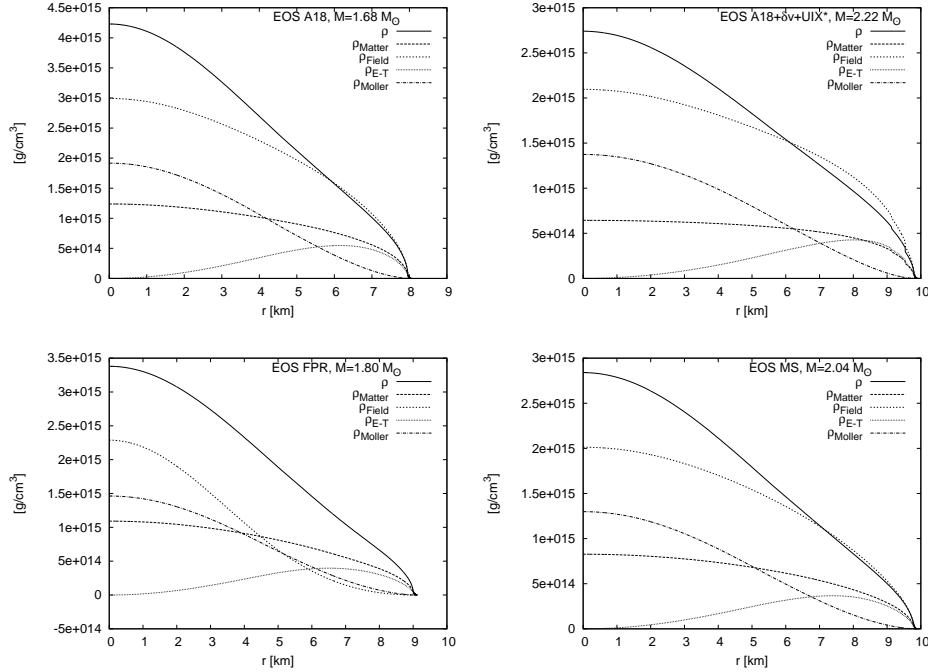 EOS A18, M=1.68 M⊙
ρ
ρMatter
ρField
ρE-T
ρMoller
[g/cm³]
4.5e+015
4e+015
3.5e+015
3e+015
2.5e+015
2e+015
1.5e+015
1e+015
5e+014
0
0 1 2 3 4 5 6 7 8 9
r [km]
EOS A18+δv+UIX*, M=2.22 M⊙
ρ
ρMatter
ρField
ρE-T
ρMoller
[g/cm³]
3e+015
2.5e+015
2e+015
1.5e+015
1e+015
5e+014
0
0 1 2 3 4 5 6 7 8 9 10
r [km]
EOS FPR, M=1.80 M⊙
ρ
ρMatter
ρField
ρE-T
ρMoller
[g/cm³]
3.5e+015
3e+015
2.5e+015
2e+015
1.5e+015
1e+015
5e+014
0
-5e+014
0 1 2 3 4 5 6 7 8 9 10
r [km]
EOS MS, M=2.04 M⊙
ρ
ρMatter
ρField
ρE-T
ρMoller
[g/cm³]
3e+015
2.5e+015
2e+015
1.5e+015
1e+015
5e+014
0
0 1 2 3 4 5 6 7 8 9 10
r [km]